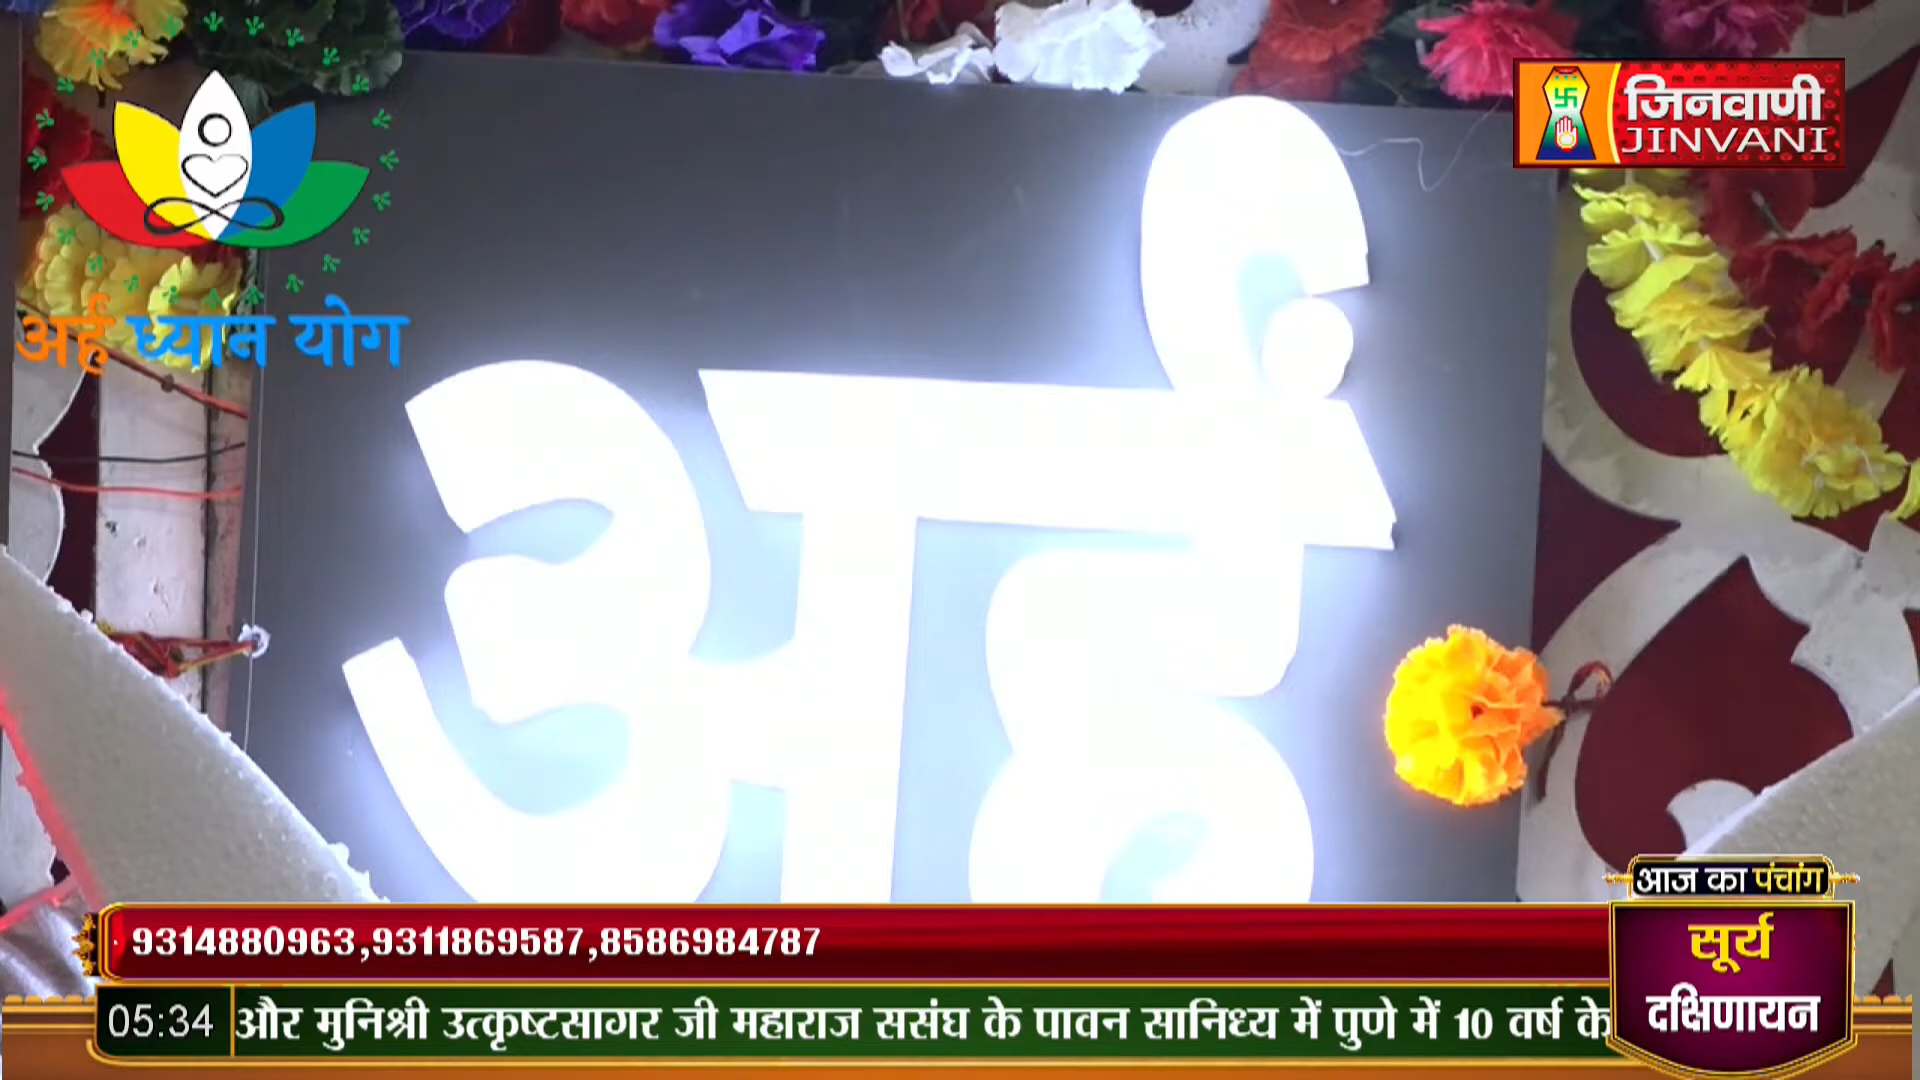 जिनवाणी
JINVANI
अर्हं ध्यान योग
अर्हं
आज का पंचांग
सूर्य
दक्षिणायन
9314880963,9311869587,8586984787
05:34
और मुनिश्री उत्कृष्टसागर जी महाराज ससंघ के पावन सानिध्य में पुणे में 10 वर्ष के